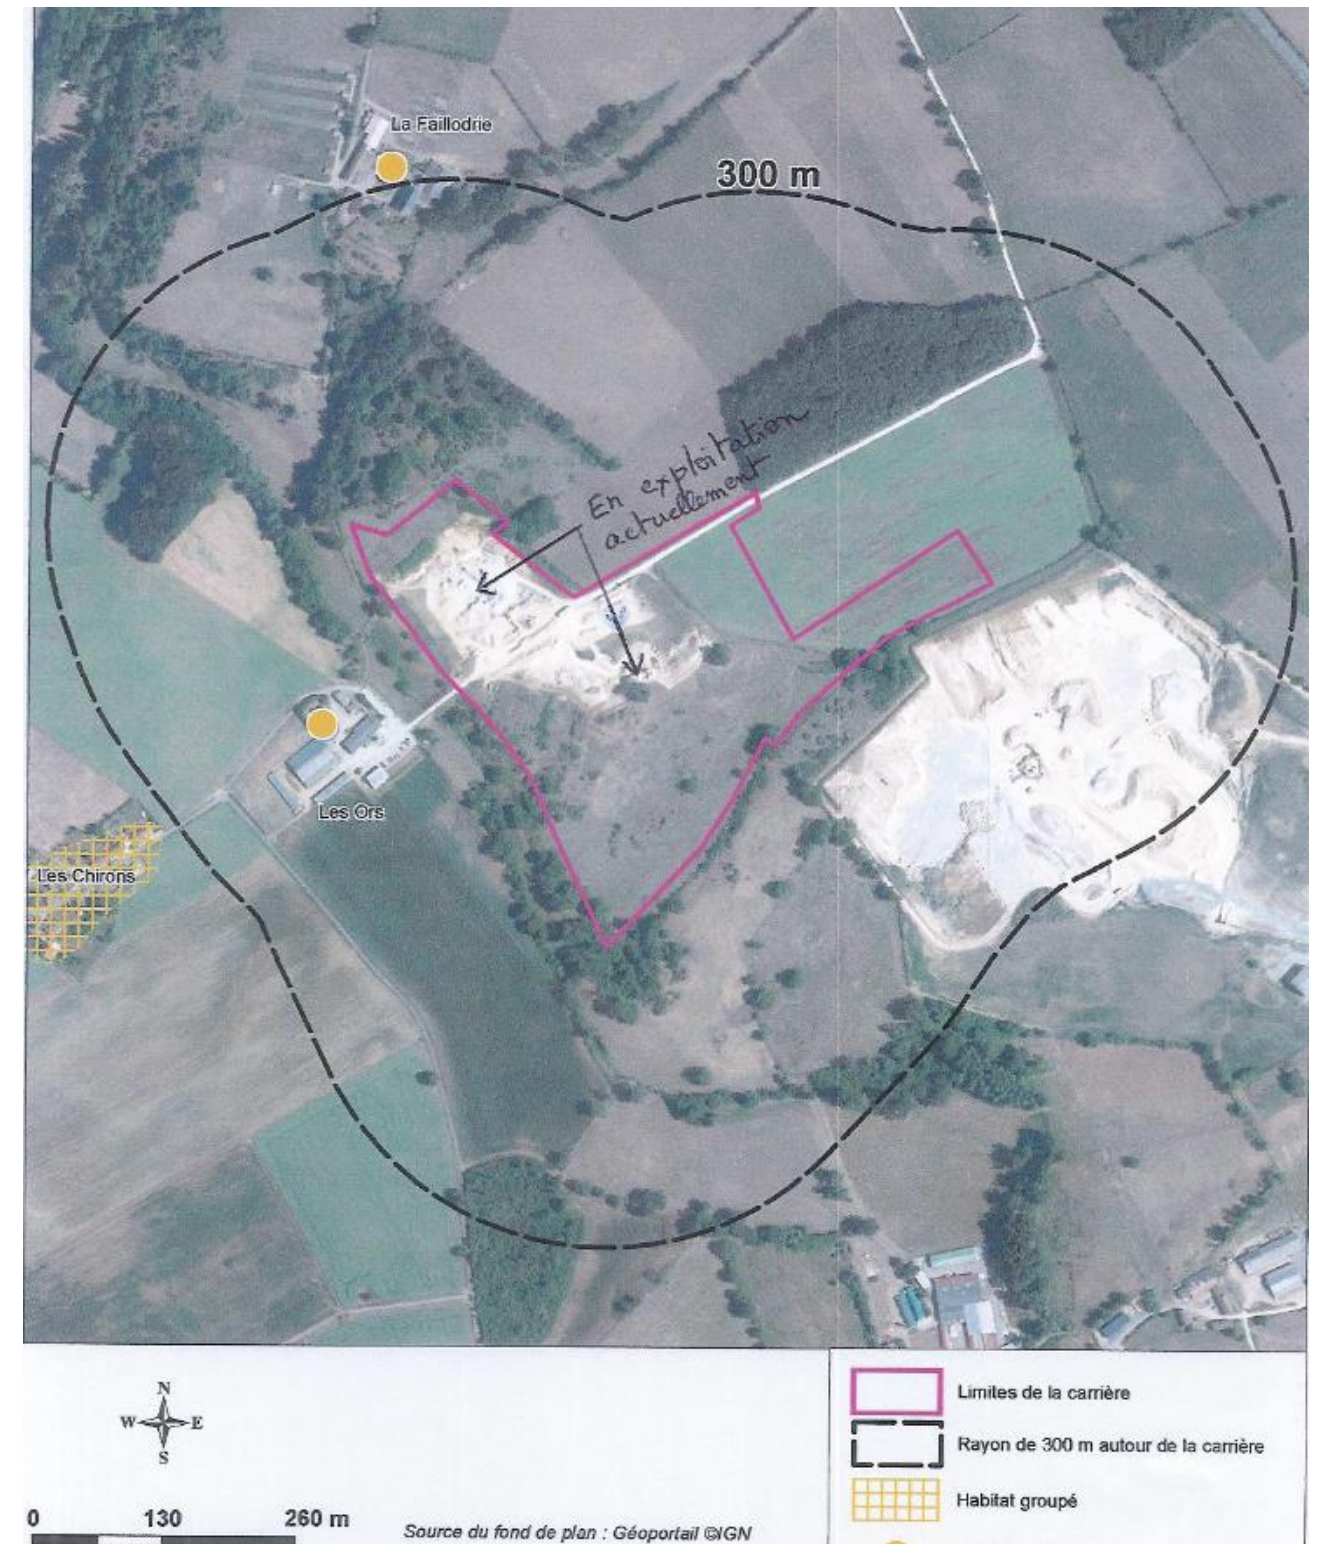 La Faillodrie
300 m
En exploitation
actuellement
Les Ors
Les Chirons
N
W E
S
0 130 260 m
Source du fond de plan : Géoportail ©IGN
Limites de la carrière
Rayon de 300 m autour de la carrière
Habitat groupé